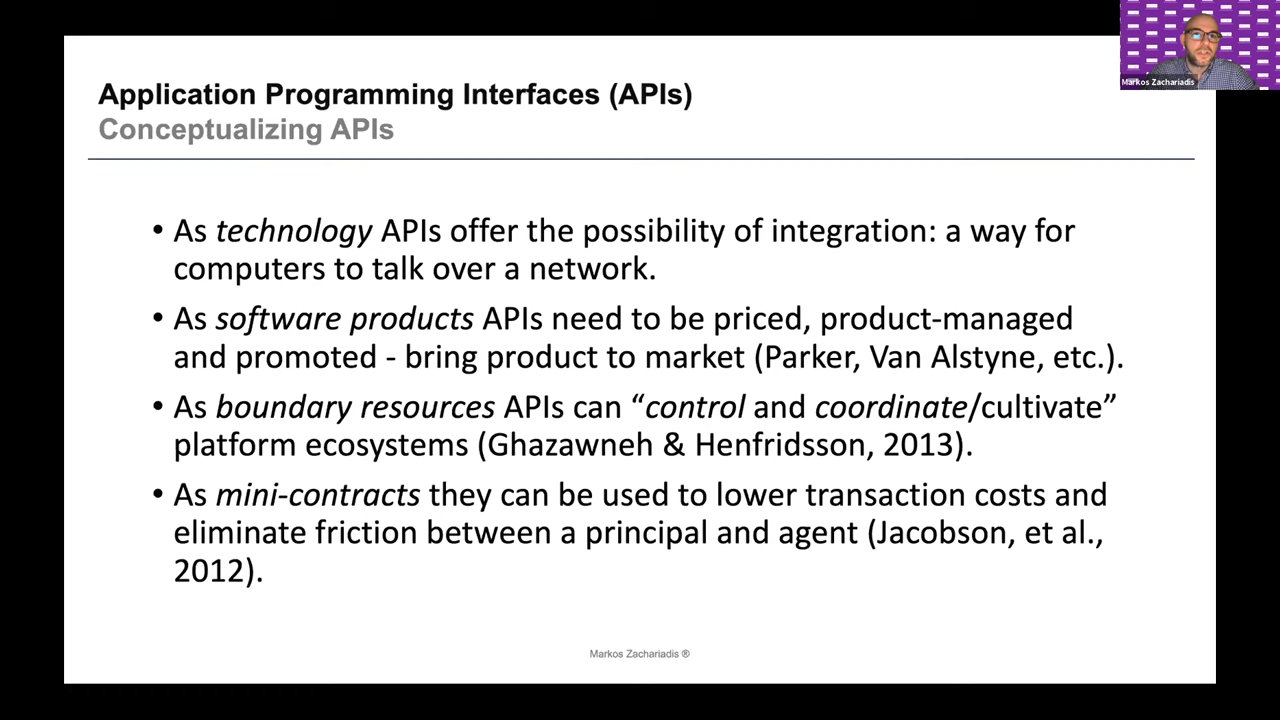 Markos Zachariadis
Application Programming Interfaces (APIs)
Conceptualizing APIs
• As technology APIs offer the possibility of integration: a way for
computers to talk over a network.
• As software products APIs need to be priced, product-managed
and promoted - bring product to market (Parker, Van Alstyne, etc.).
• As boundary resources APIs can “control and coordinate/cultivate”
platform ecosystems (Ghazawneh & Henfridsson, 2013).
• As mini-contracts they can be used to lower transaction costs and
eliminate friction between a principal and agent (Jacobson, et al.,
2012).
Markos Zachariadis ®